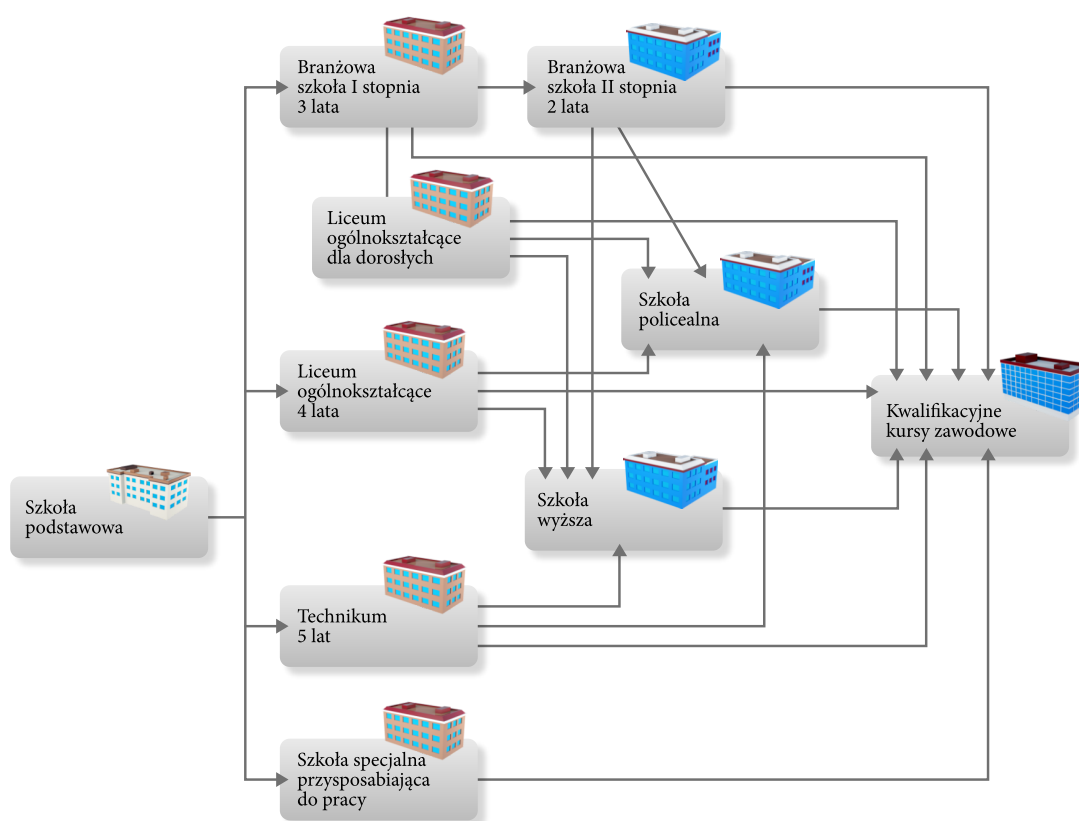 Branżowa
szkoła I stopnia
3 lata
Branżowa
szkoła II stopnia
2 lata
Liceum
ogólnokształcące
dla dorosłych
Szkoła
policealna
Liceum
ogólnokształcące
4 lata
Kwalifikacyjne
kursy zawodowe
Szkoła
podstawowa
Szkoła
wyższa
Technikum
5 lat
Szkoła specjalna
przysposabiająca
do pracy